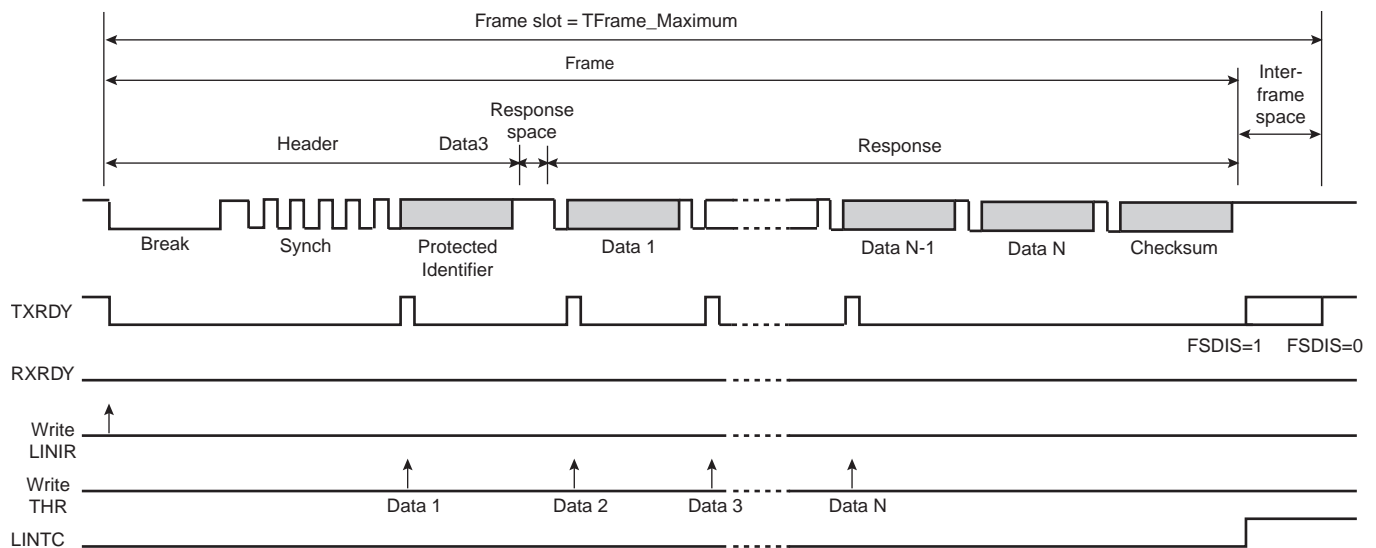 Frame slot = TFrame_Maximum
Frame
Inter-
frame
space
Response
space
Header
Data3
Response
Break
Synch
Protected
Identifier
Data 1
Data N-1
Data N
Checksum
TXRDY
FSDIS=1
FSDIS=0
RXRDY
Write
LINIR
Write
THR
Data 1
Data 2
Data 3
Data N
LINTC